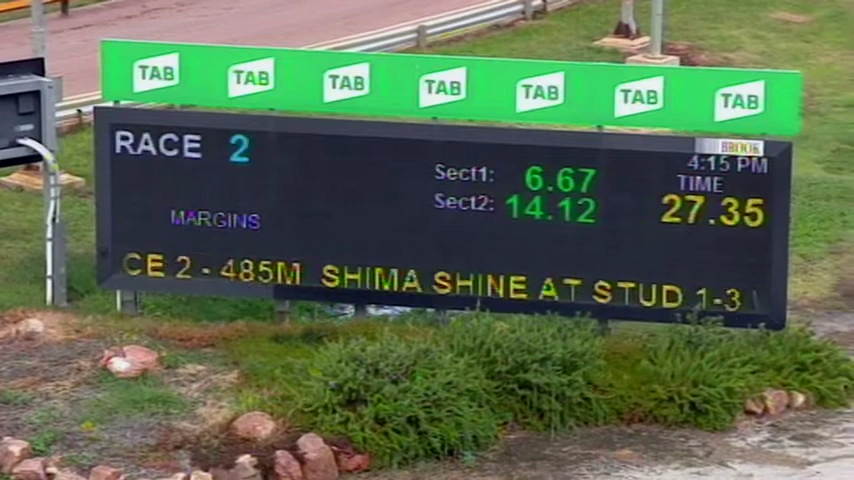 TAB TAB TAB TAB TAB TAB TAB
BROOK
RACE 2
4:15 PM
Sect1: 6.67
TIME
Sect2: 14.12
27.35
MARGINS
CE 2 - 485M SHIMA SHINE AT STUD 1-3